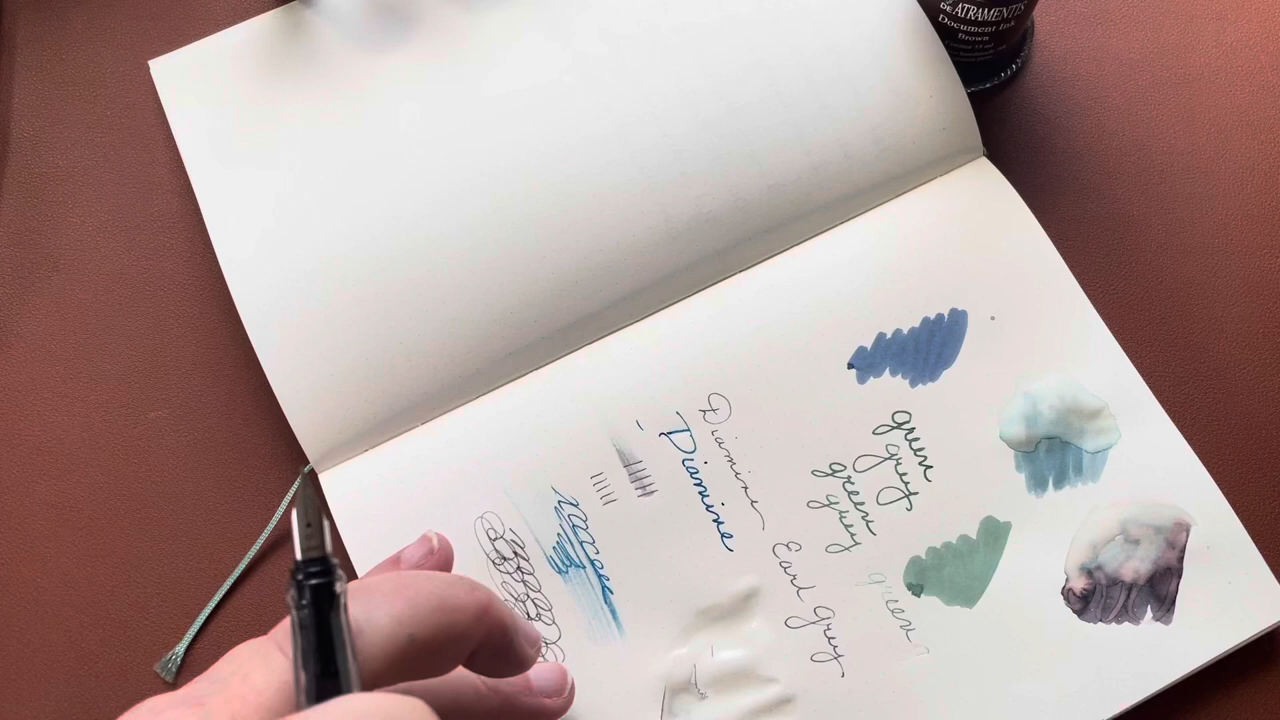 DE ATRAMENTIS
Document Ink
Brown
green
grey
green
grey
green
Diamine
Earl Grey
Diamine